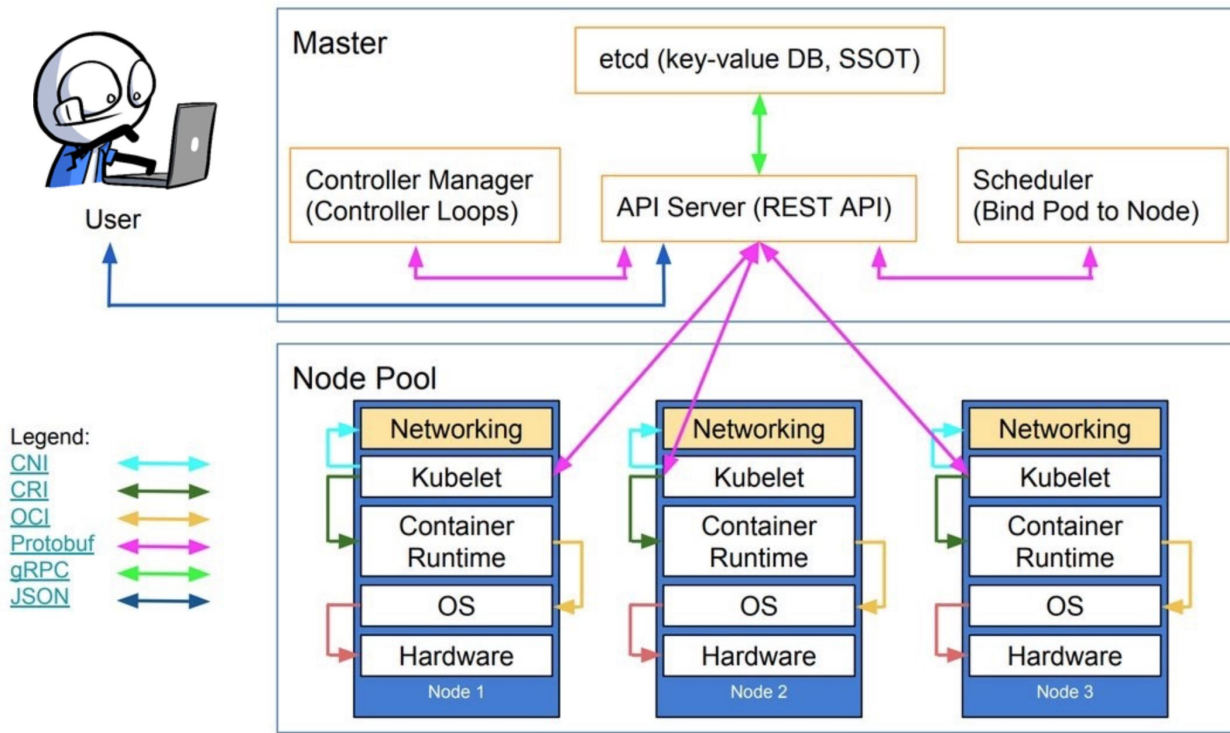 Master
etcd (key-value DB, SSOT)
Controller Manager
(Controller Loops)
API Server (REST API)
Scheduler
(Bind Pod to Node)
User
Node Pool
Legend:
CNI
CRI
OCI
Protobuf
gRPC
JSON
Networking
Kubelet
Container
Runtime
OS
Hardware
Node 1
Networking
Kubelet
Container
Runtime
OS
Hardware
Node 2
Networking
Kubelet
Container
Runtime
OS
Hardware
Node 3